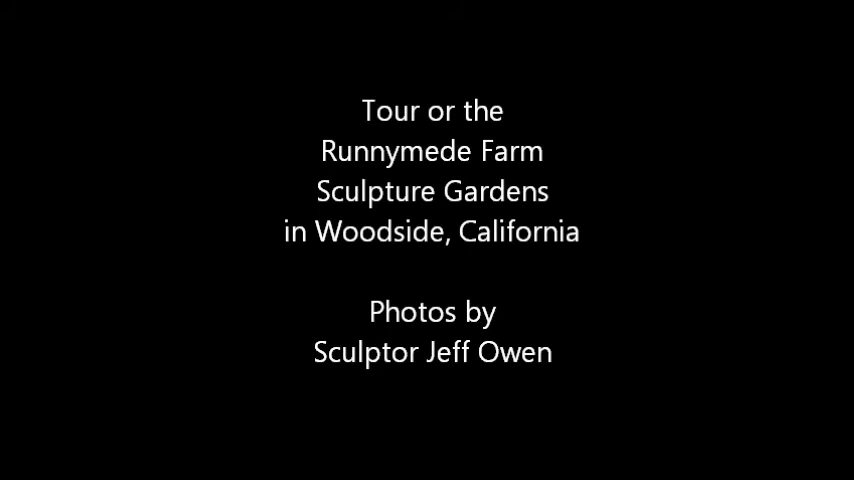 Tour or the
Runnymede Farm
Sculpture Gardens
in Woodside, California
Photos by
Sculptor Jeff Owen